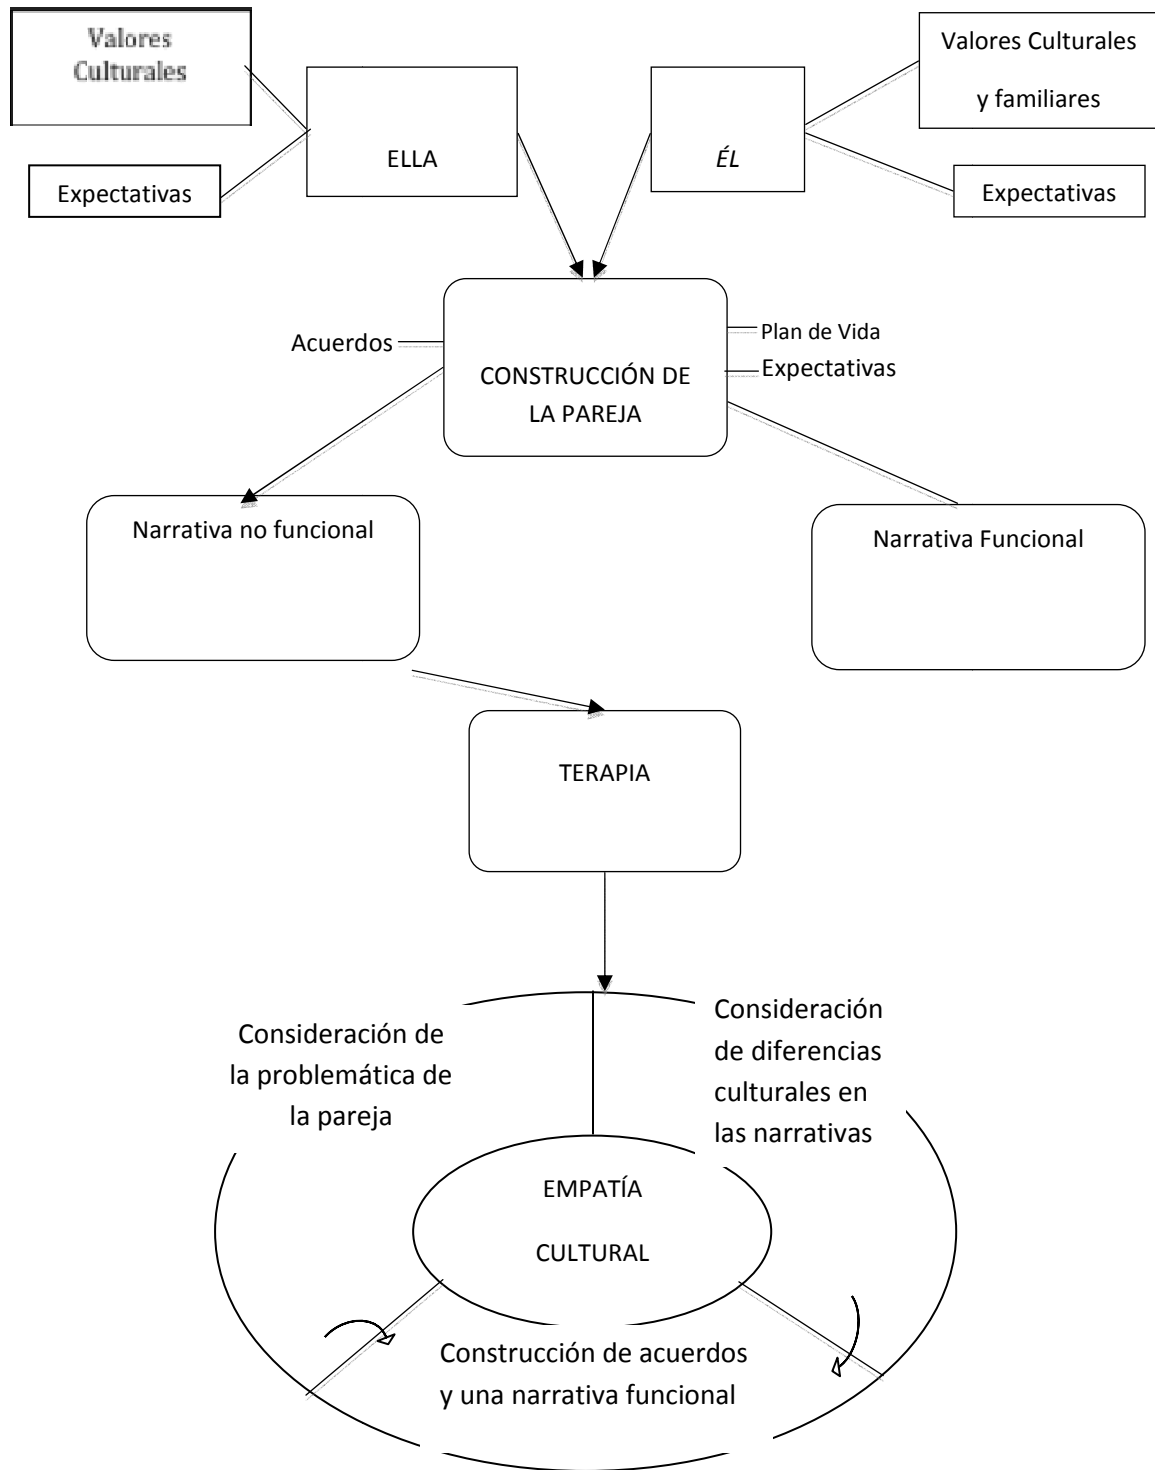 Valores
Culturales
Valores Culturales
y familiares
ELLA
ÉL
Expectativas
Expectativas
Acuerdos
Plan de Vida
Expectativas
CONSTRUCCIÓN DE
LA PAREJA
Narrativa no funcional
Narrativa Funcional
TERAPIA
Consideración de
la problemática de
la pareja
Consideración
de diferencias
culturales en
las narrativas
EMPATÍA
CULTURAL
Construcción de acuerdos
y una narrativa funcional